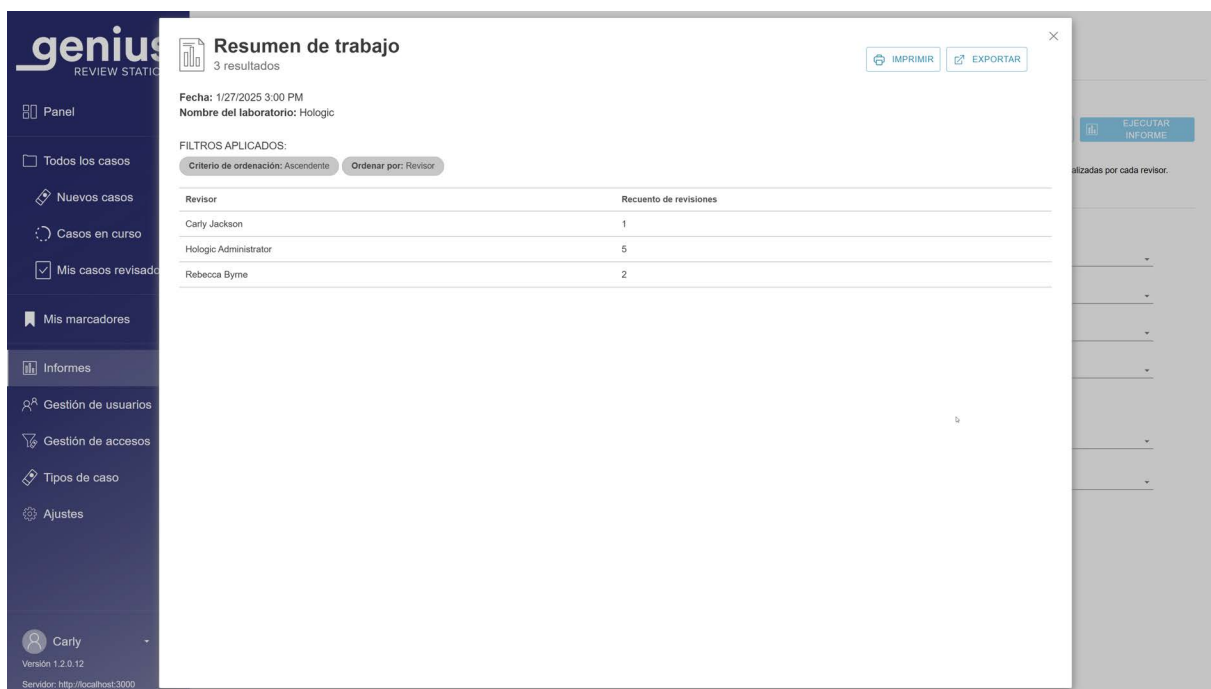 genius
REVIEW STATIO
Panel
Todos los casos
Nuevos casos
Casos en curso
Mis casos revisado
Mis marcadores
Informes
Gestión de usuarios
Gestión de accesos
Tipos de caso
Ajustes
Carly
Versión 1.2.0.12
Servidor: http://localhost:3000
Resumen de trabajo
3 resultados
IMPRIMIR
EXPORTAR
Fecha: 1/27/2025 3:00 PM
Nombre del laboratorio: Hologic
FILTROS APLICADOS:
Criterio de ordenación: Ascendente Ordenar por: Revisor
Revisor Recuento de revisiones
Carly Jackson 1
Hologic Administrator 5
Rebecca Byrne 2
EJECUTAR
INFORME
alizadas por cada revisor.